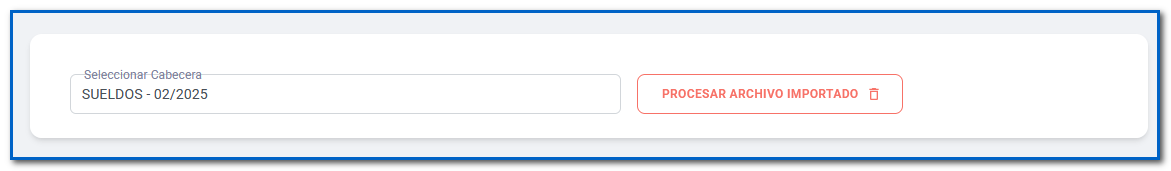 Seleccionar Cabecera
SUELDOS - 02/2025
PROCESAR ARCHIVO IMPORTADO